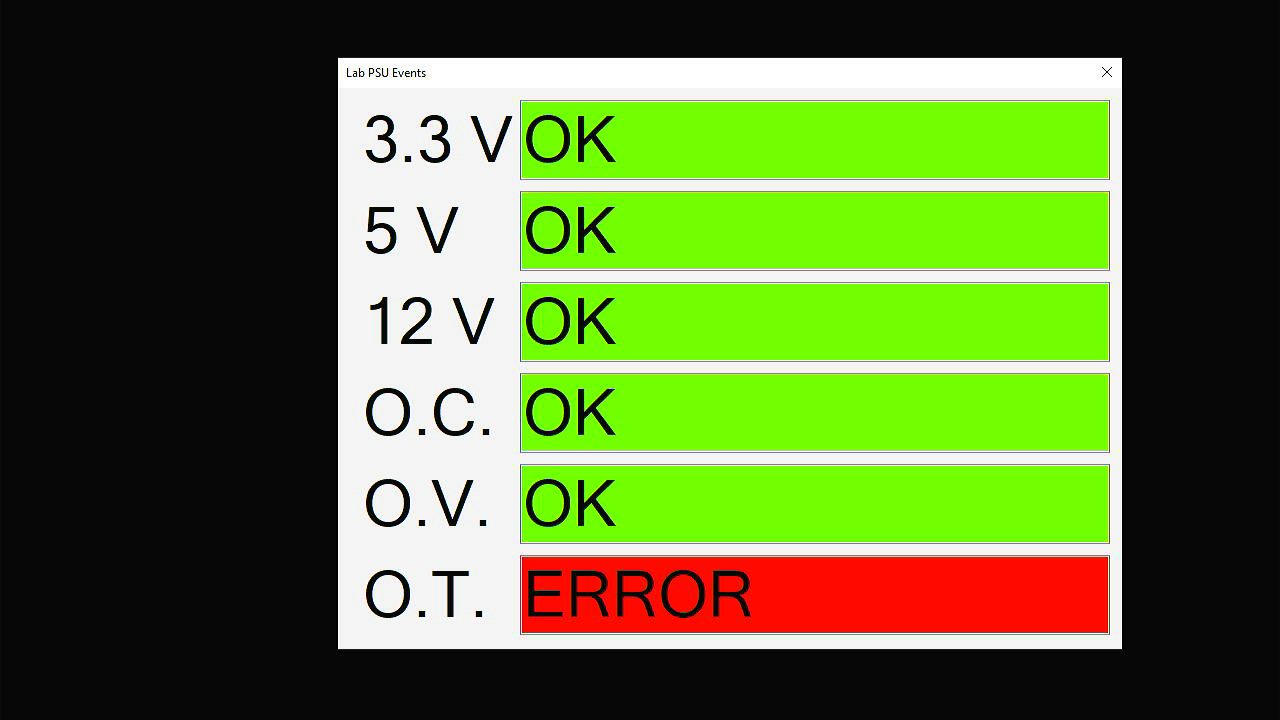 Lab PSU Events
3.3 V OK
5 V OK
12 V OK
O.C. OK
O.V. OK
O.T. ERROR